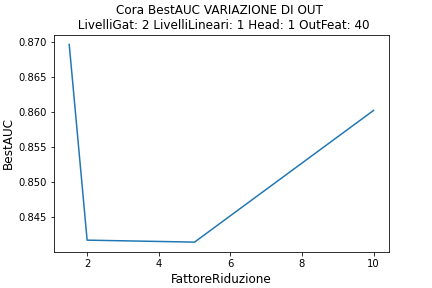 Cora BestAUC VARIAZIONE DI OUT
LivelliGat: 2 LivelliLineari: 1 Head: 1 OutFeat: 40
0.870
0.865
0.860
0.855
0.850
0.845
BestAUC
2 4 6 8 10
FattoreRiduzione